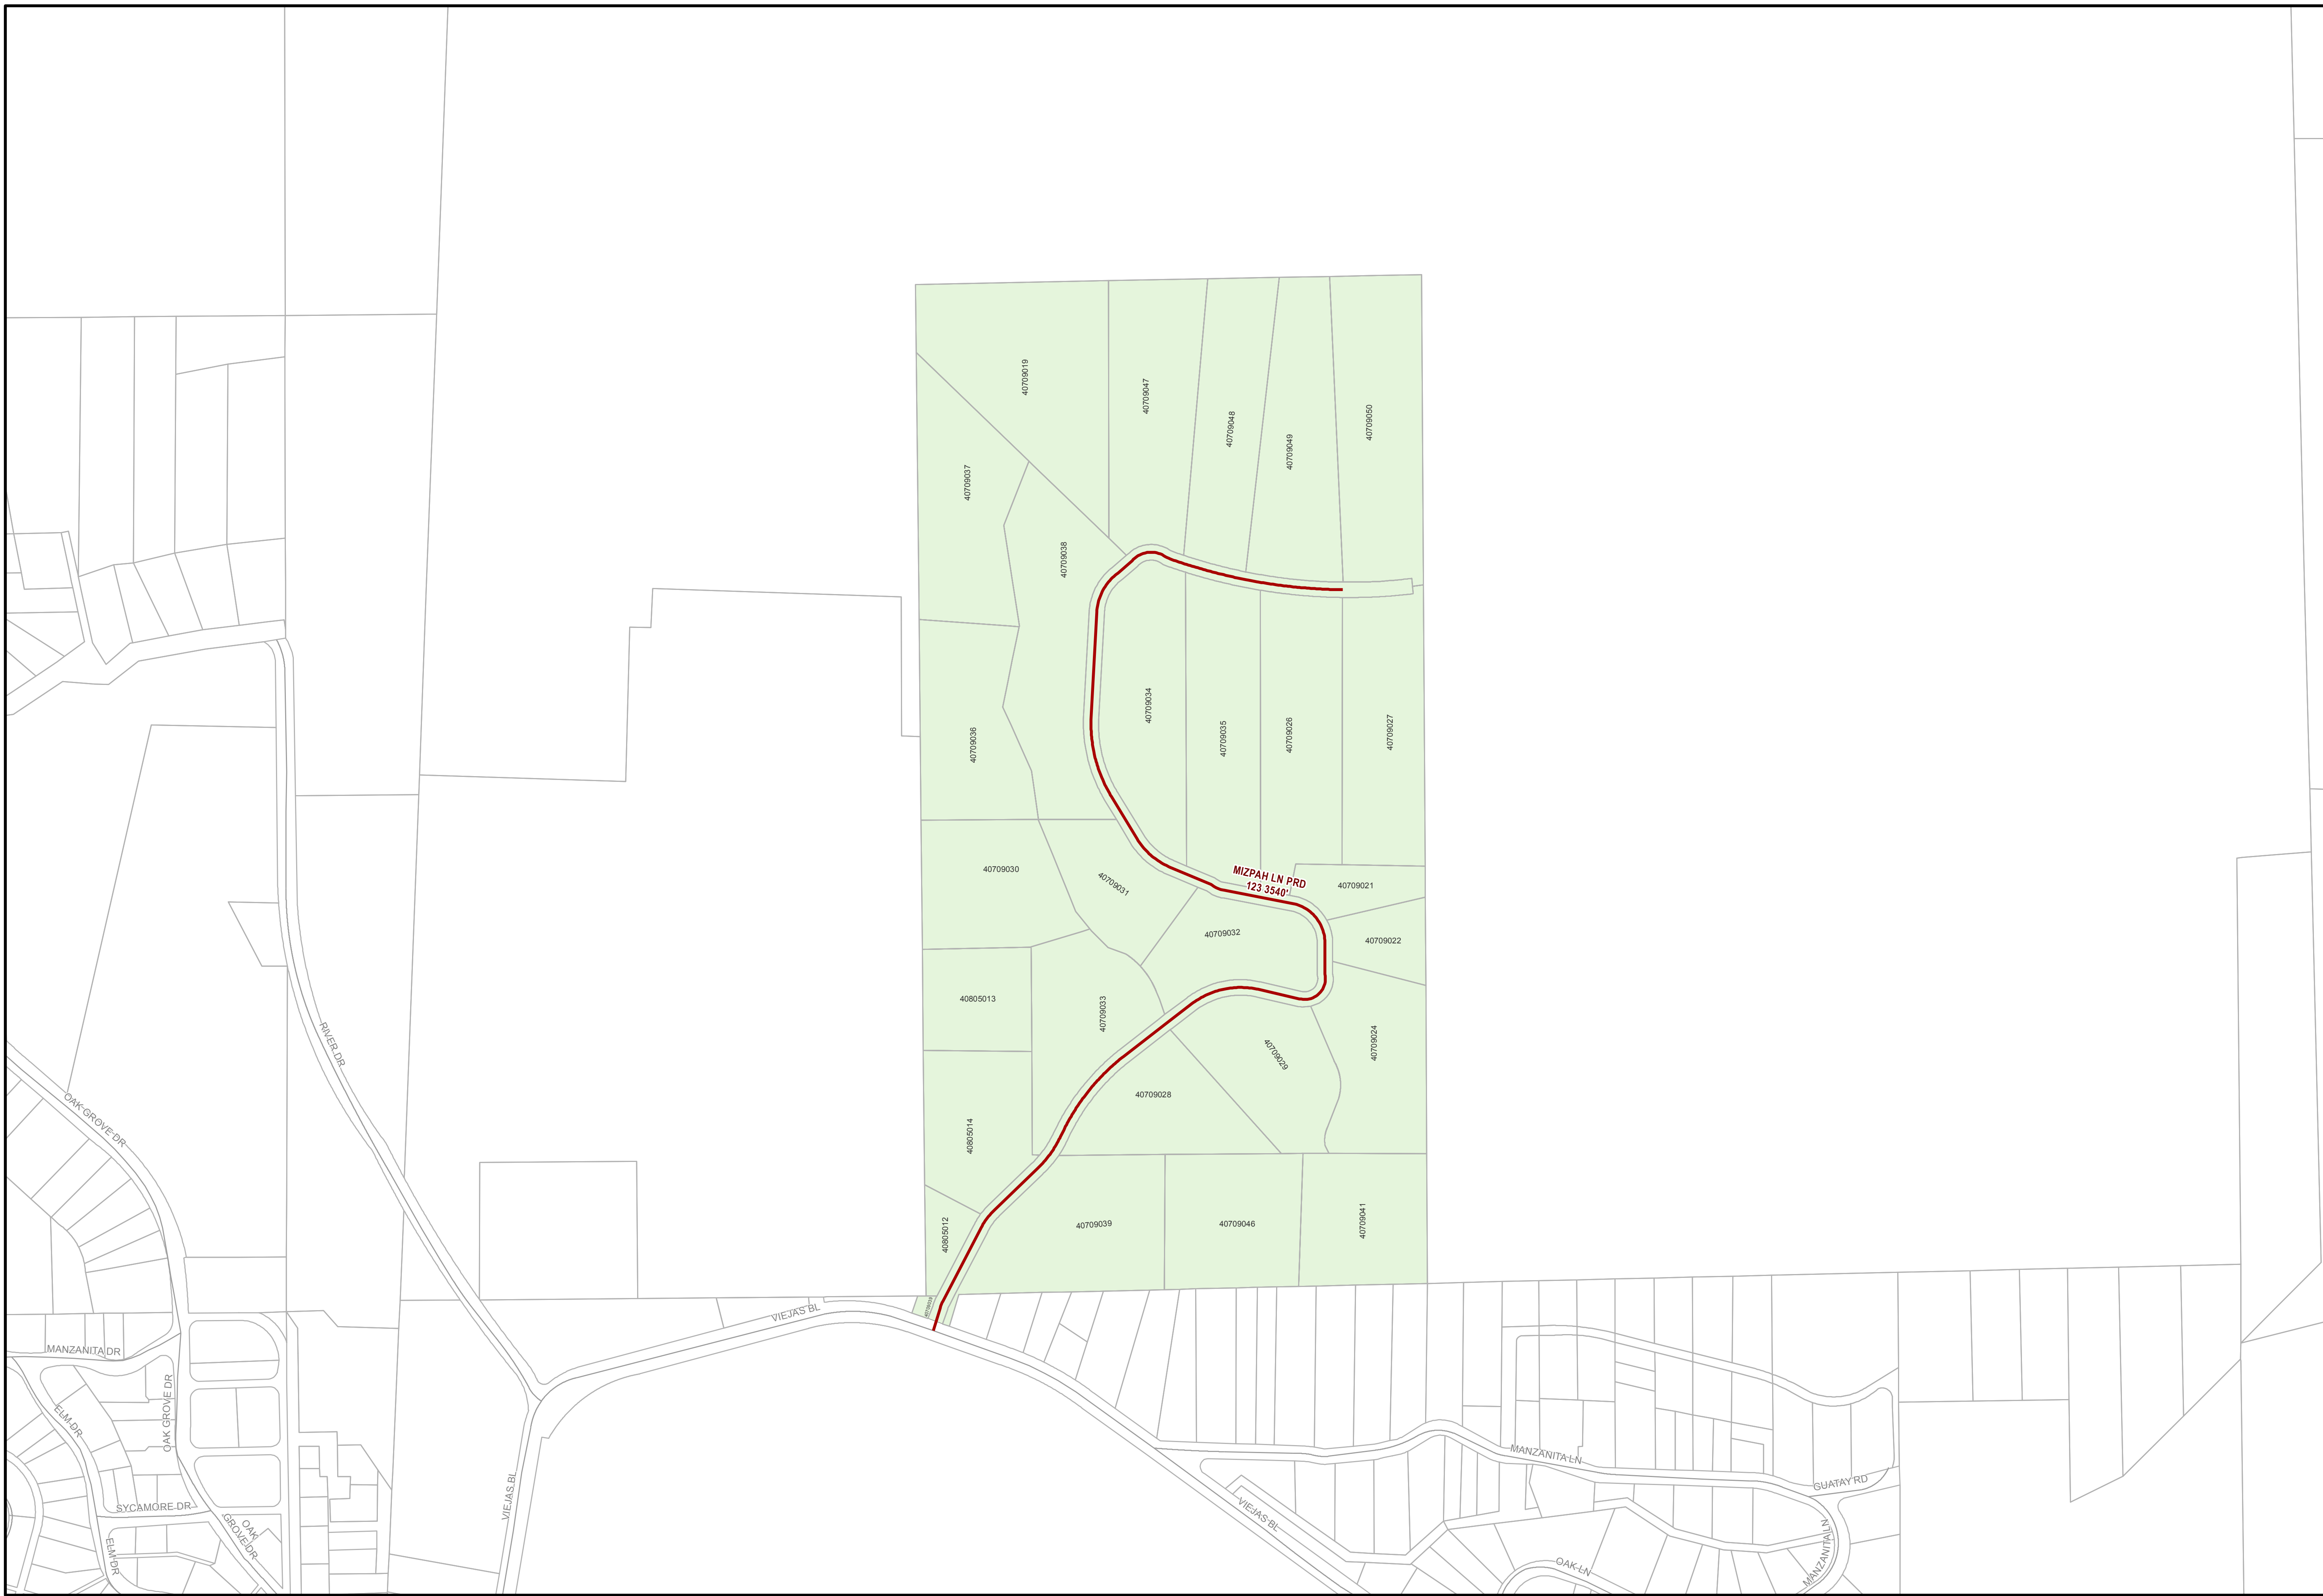 40709019
40709047
40709048
40709049
40709050
40709037
40709038
40709034
40709035
40709026
40709027
40709036
40709030
40709031
MIZPAH LN PRD
123 3540'
40709021
40709032
40709022
40805013
40709033
40709029
40709024
40709028
40805014
40805012
40709039
40709046
40709041
RIVER DR
OAK GROVE DR
VIEJAS BL
MANZANITA DR
ELM DR
OAK GROVE DR
SYCAMORE DR
OAK
GROVE DR
ELM DR
VIEJAS BL
VIEJAS BL
MANZANITA LN
GUATAY RD
OAK LN
MANZANITA LN